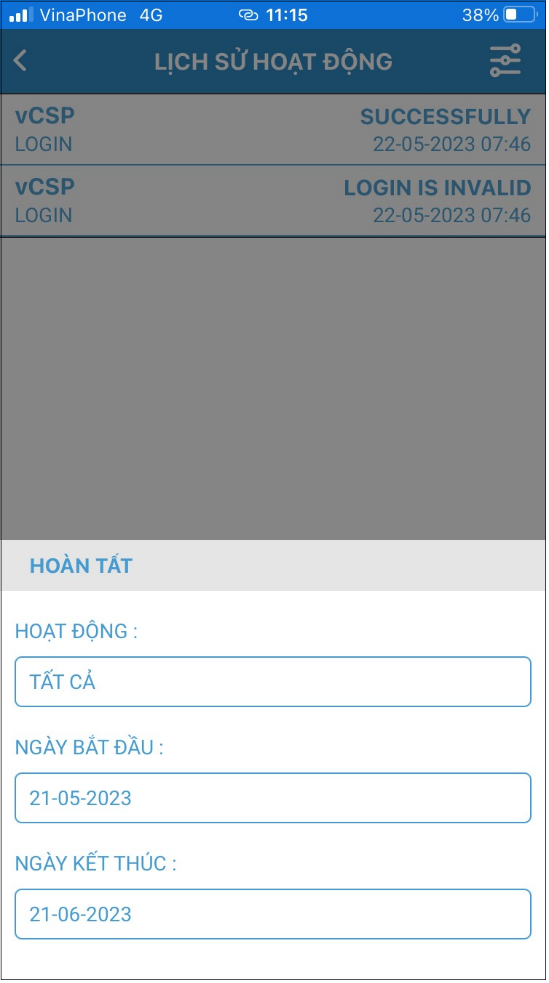 VinaPhone 4G 11:15 38%
LỊCH SỬ HOẠT ĐỘNG
vCSP SUCCESSFULLY
LOGIN 22-05-2023 07:46
vCSP LOGIN IS INVALID
LOGIN 22-05-2023 07:46
HOÀN TẤT
HOẠT ĐỘNG :
TẤT CẢ
NGÀY BẮT ĐẦU :
21-05-2023
NGÀY KẾT THÚC :
21-06-2023